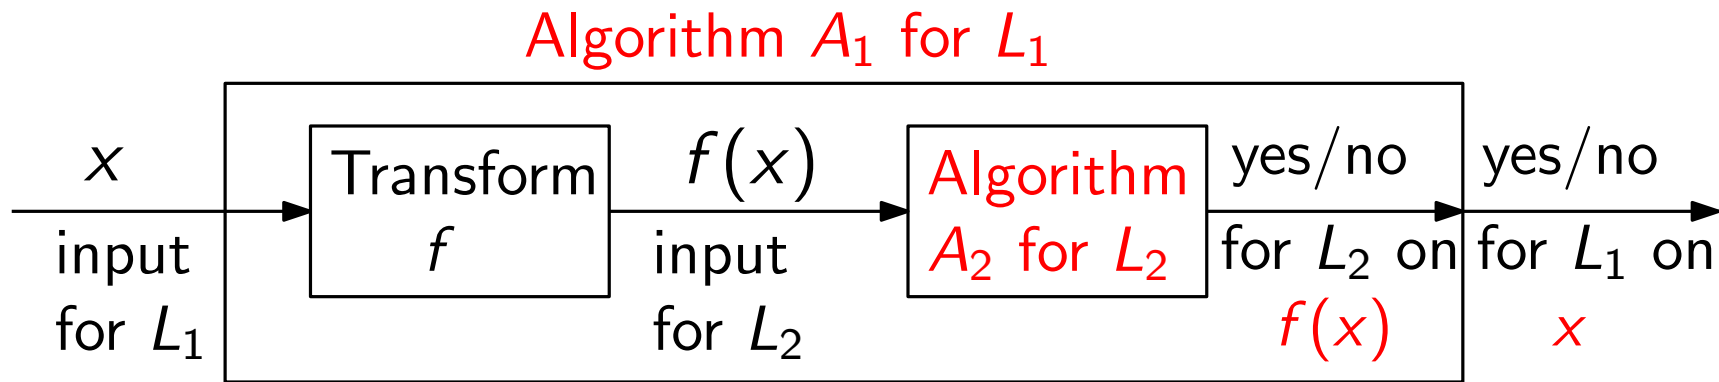 Algorithm A₁ for L₁
x
input
for L₁
Transform
f
f(x)
input
for L₂
Algorithm
A₂ for L₂
yes/no
for L₂ on
f(x)
yes/no
for L₁ on
x